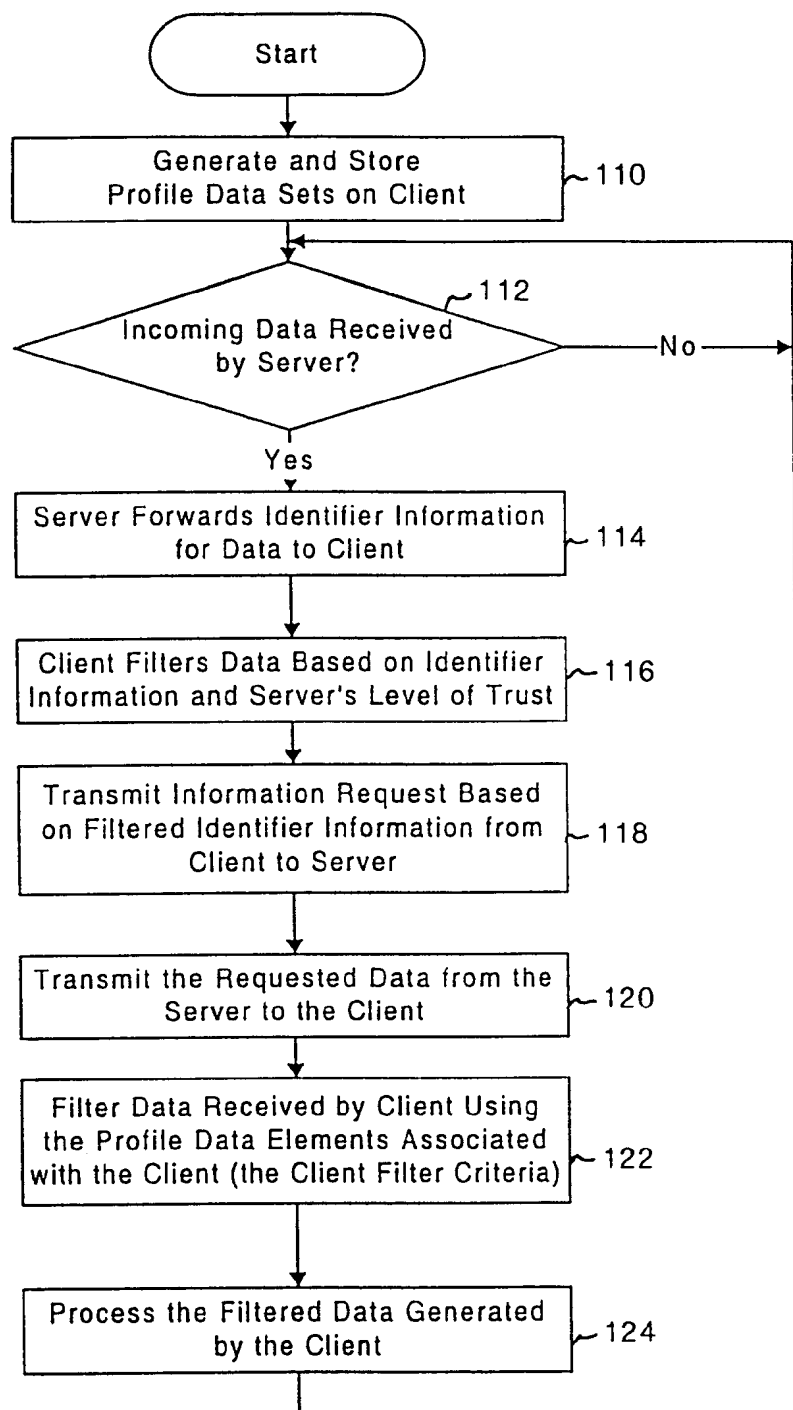 Start
Generate and Store
Profile Data Sets on Client
110
112
Incoming Data Received
by Server?
No
Yes
Server Forwards Identifier Information
for Data to Client
114
Client Filters Data Based on Identifier
Information and Server's Level of Trust
116
Transmit Information Request Based
on Filtered Identifier Information from
Client to Server
118
Transmit the Requested Data from the
Server to the Client
120
Filter Data Received by Client Using
the Profile Data Elements Associated
with the Client (the Client Filter Criteria)
122
Process the Filtered Data Generated
by the Client
124